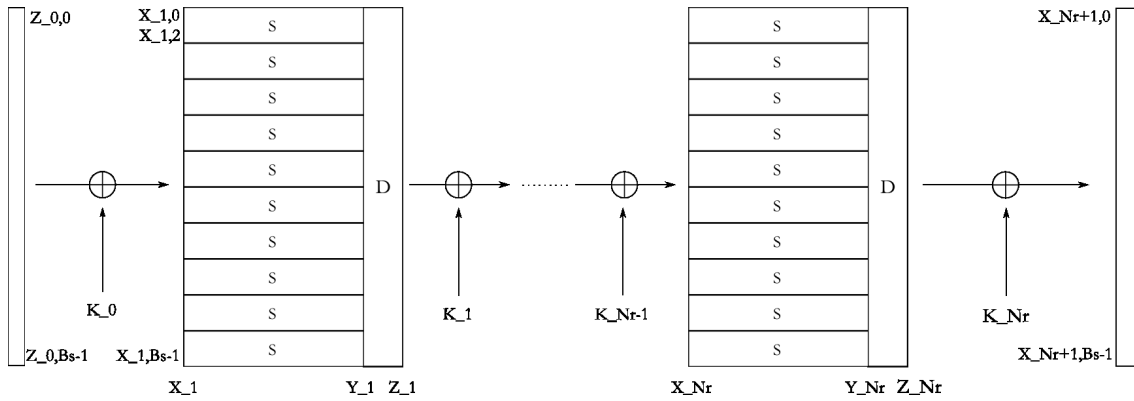 Z_0,0 X_1,0 S S X_Nr+1,0
X_1,2
S S
S S
S S
S D S D
S S
S S
S S
K_0 K_1 K_Nr-1 K_Nr
S S
Z_0,Bs-1 X_1,Bs-1 S S X_Nr+1,Bs-1
X_1 Y_1 Z_1 X_Nr Y_Nr Z_Nr